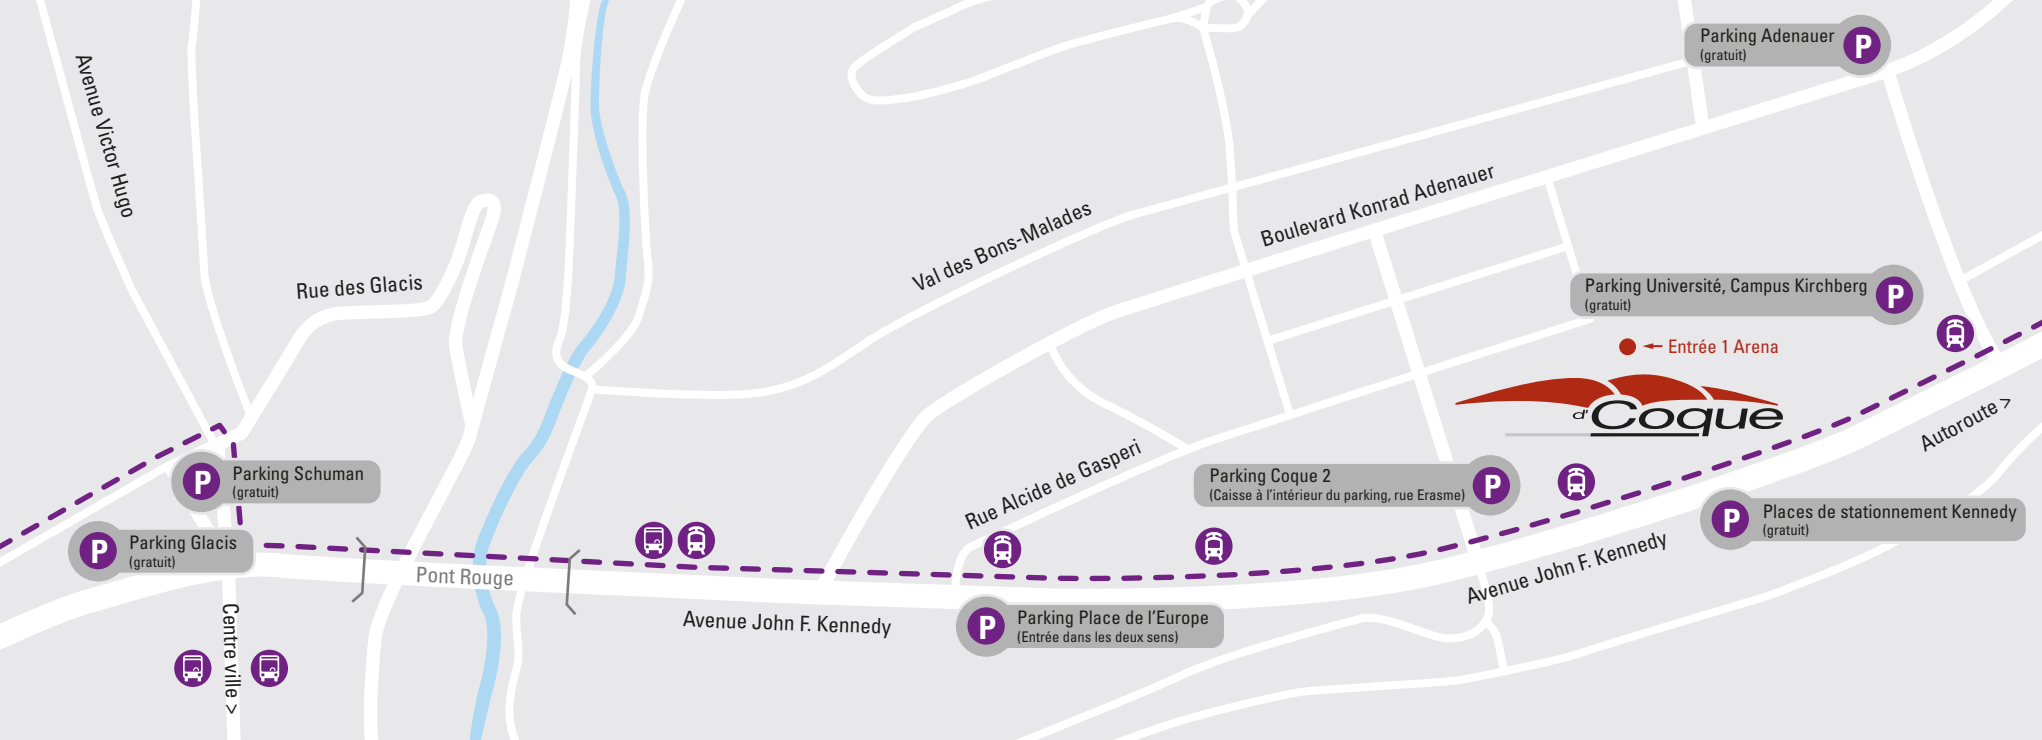 Parking Adenauer
(gratuit)
P
Avenue Victor Hugo
Boulevard Konrad Adenauer
Val des Bons-Malades
Rue des Glacis
Parking Université, Campus Kirchberg
(gratuit)
P
Entrée 1 Arena
d'Coque
Autoroute >
P
Parking Schuman
(gratuit)
Rue Alcide de Gasperi
Parking Coque 2
(Caisse à l'intérieur du parking, rue Erasme)
P
P
Places de stationnement Kennedy
(gratuit)
P
Parking Glacis
(gratuit)
Pont Rouge
Avenue John F. Kennedy
Avenue John F. Kennedy
P
Parking Place de l'Europe
(Entrée dans les deux sens)
Centre ville >